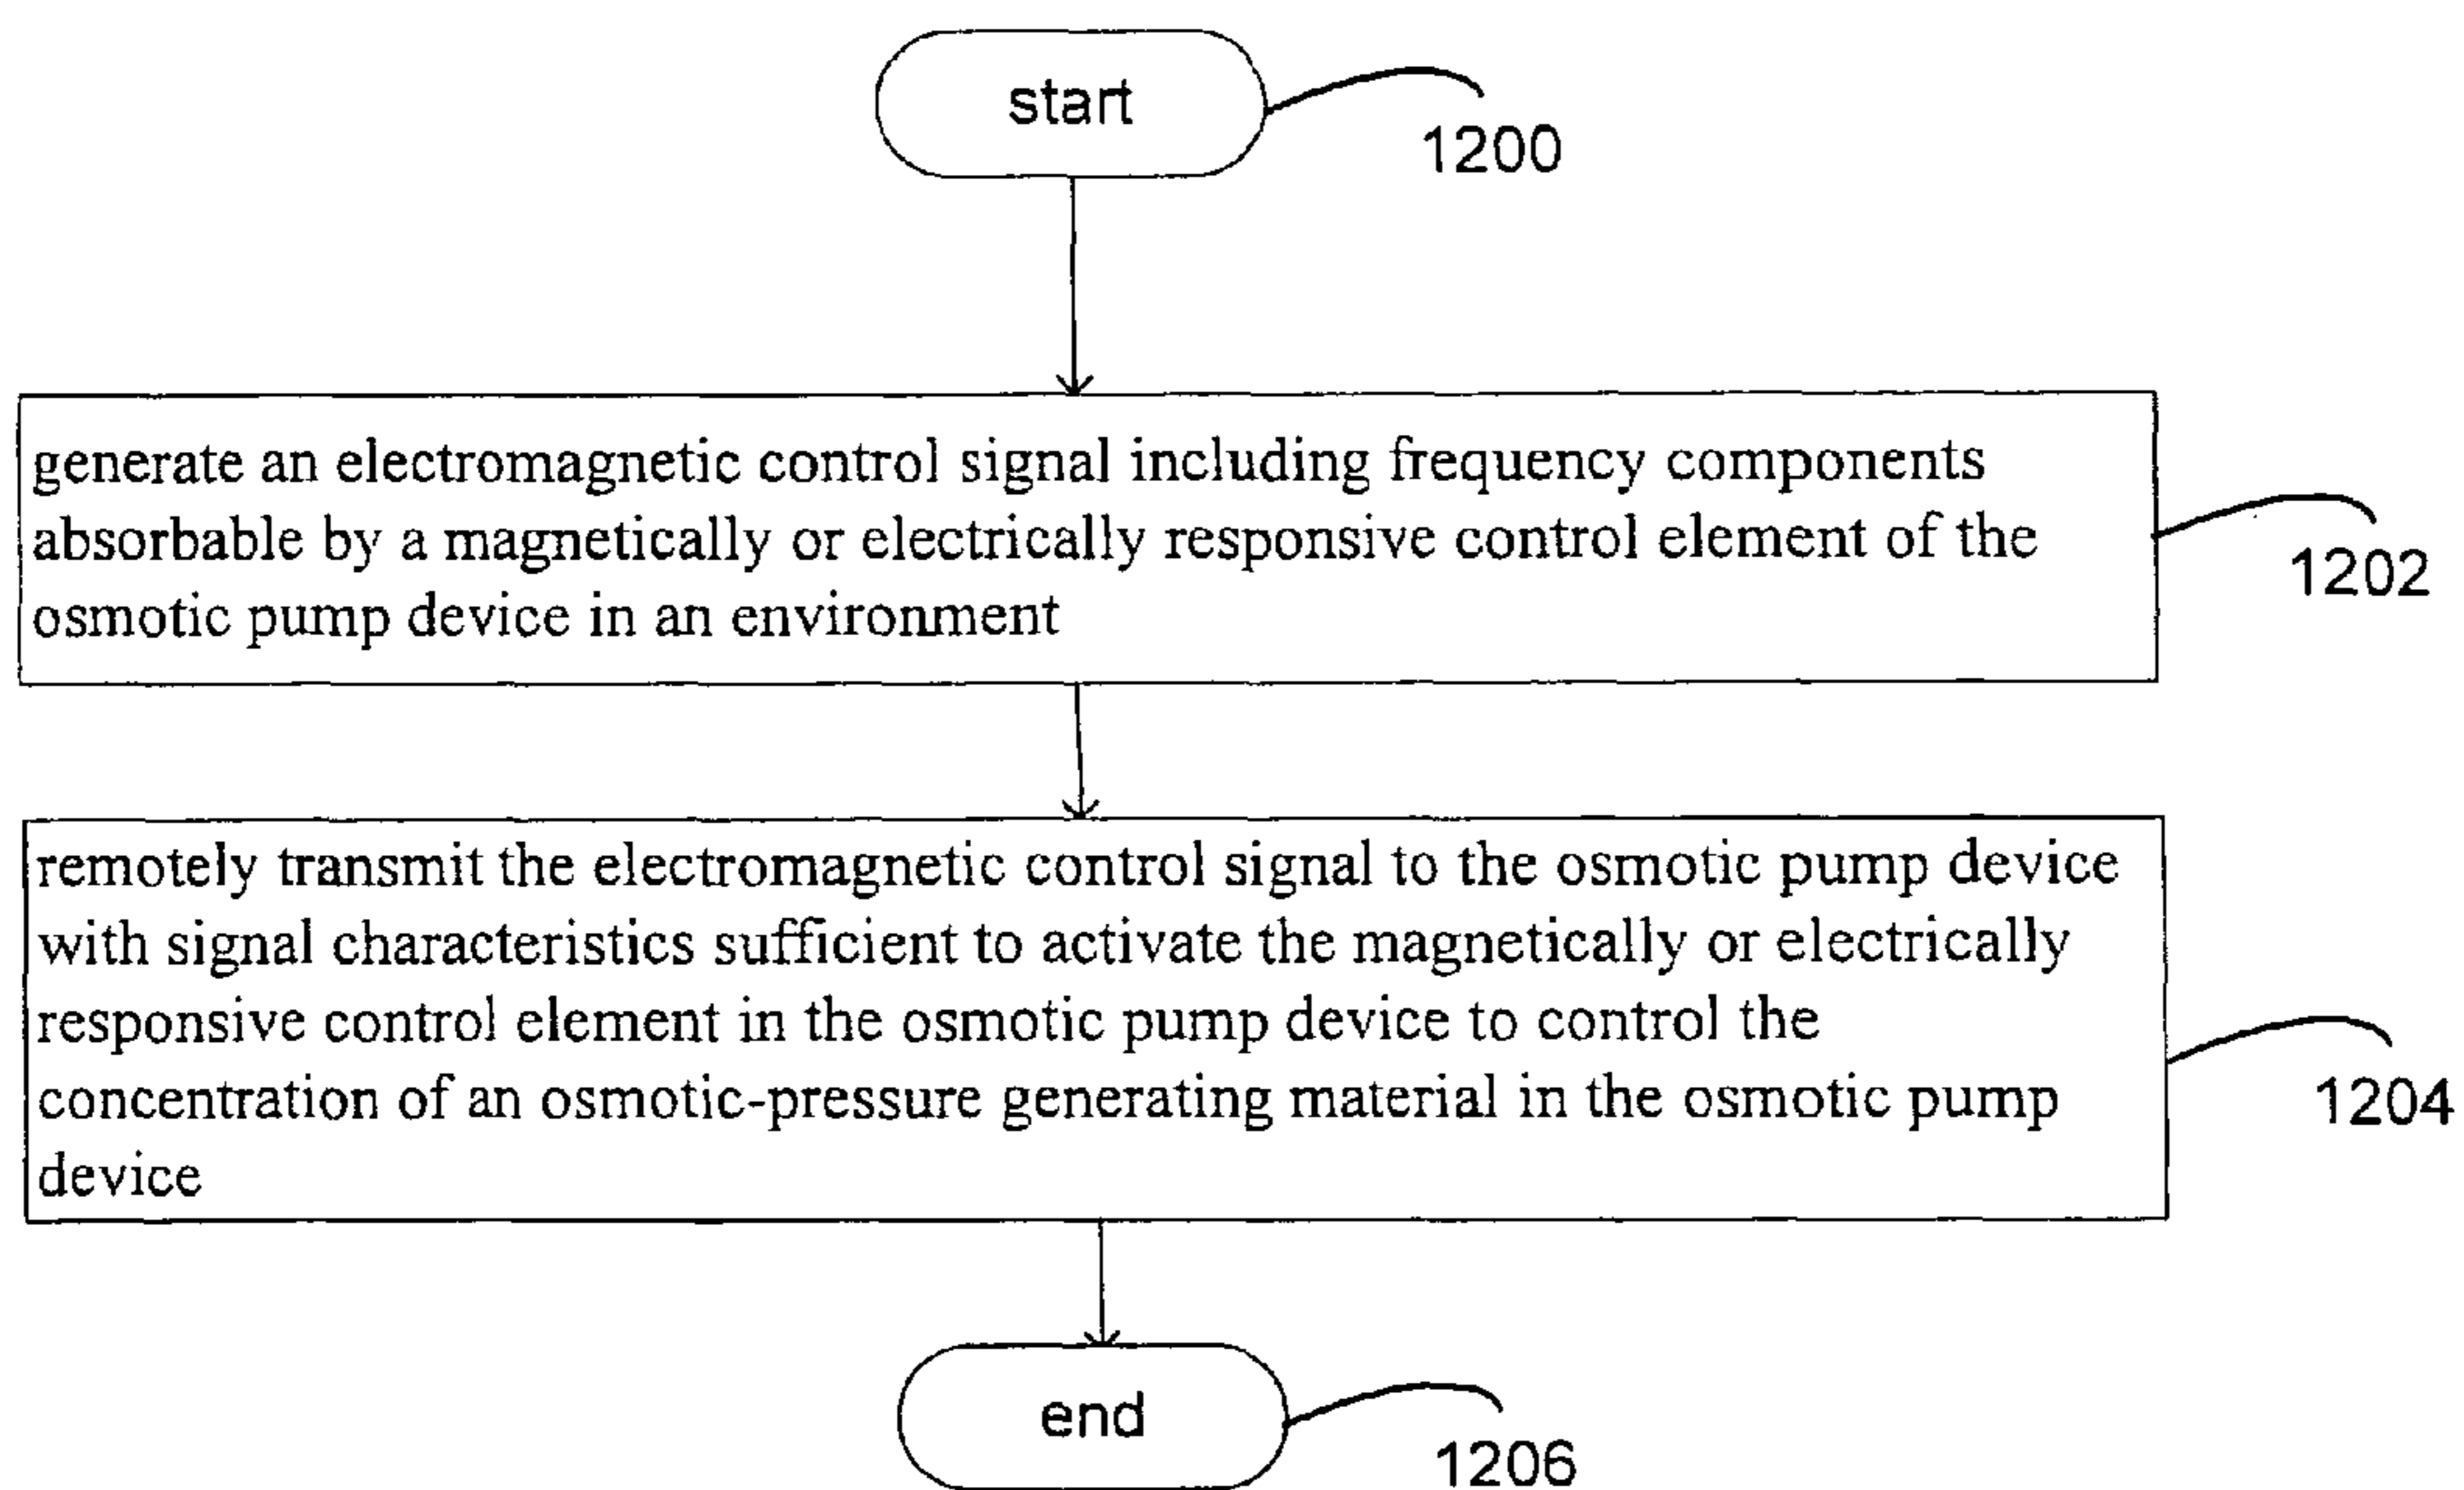 start
1200
generate an electromagnetic control signal including frequency components
absorbable by a magnetically or electrically responsive control element of the
osmotic pump device in an environment
1202
remotely transmit the electromagnetic control signal to the osmotic pump device
with signal characteristics sufficient to activate the magnetically or electrically
responsive control element in the osmotic pump device to control the
concentration of an osmotic-pressure generating material in the osmotic pump
device
1204
end
1206